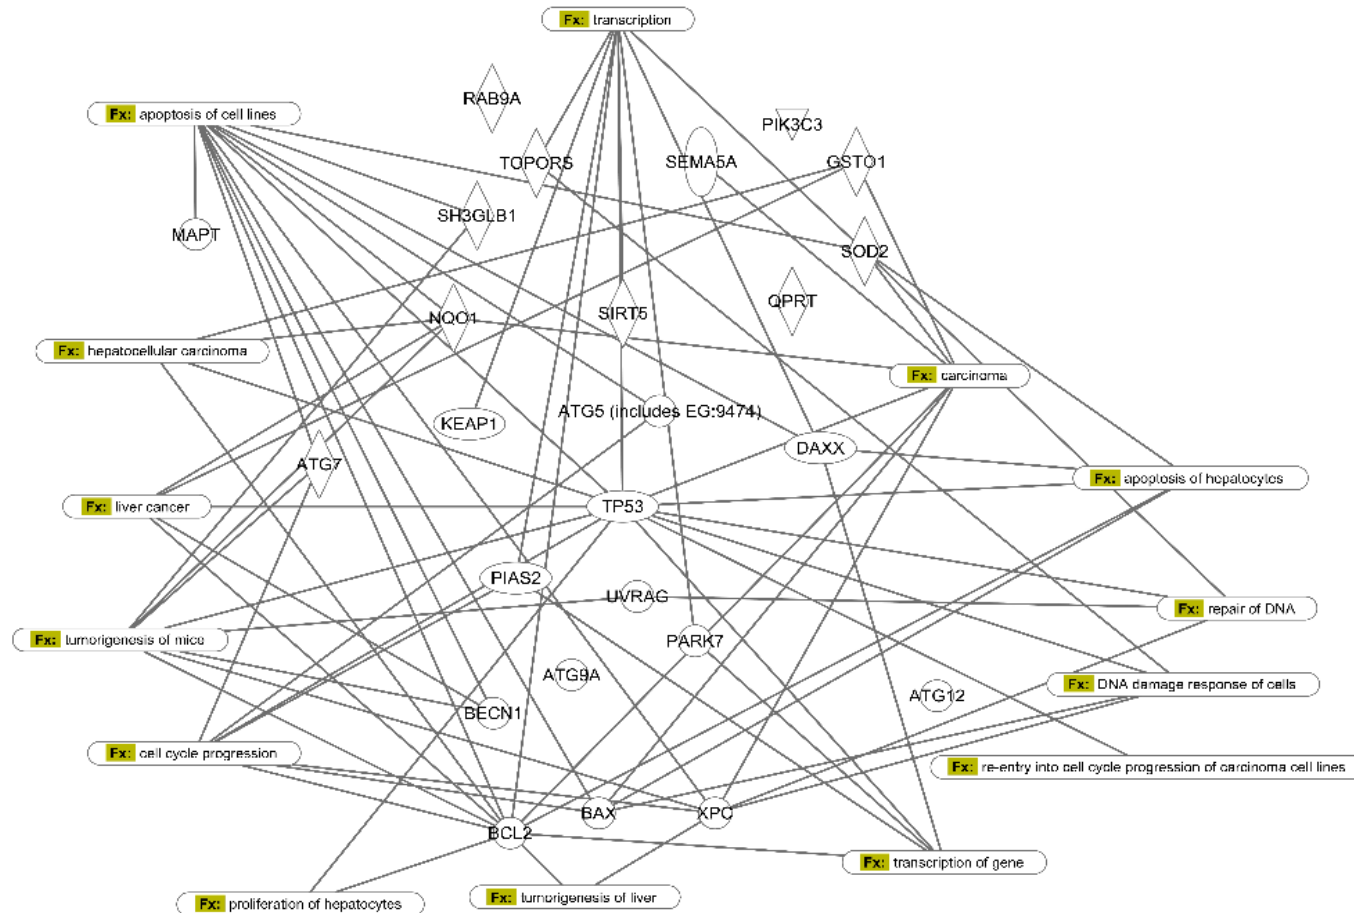 Fx: transcription
RAB9A
Fx: apoptosis of cell lines
PIK3C3
TOPORS
SEMA5A
GSTO1
SH3GLB1
MAPT
SOD2
QPRT
SIRT5
NQO1
Fx: hepatocellular carcinoma
Fx: carcinoma
ATG5 (includes EG:9474)
KEAP1
DAXX
ATG7
Fx: apoptosis of hepatocytes
Fx: liver cancer
TP53
PIAS2
UVRAG
Fx: repair of DNA
Fx: tumorigenesis of mice
PARK7
ATG9A
Fx: DNA damage response of cells
ATG12
BECN1
Fx: cell cycle progression
Fx: re-entry into cell cycle progression of carcinoma cell lines
BAX
XPC
BCL2
Fx: transcription of gene
Fx: tumorigenesis of liver
Fx: proliferation of hepatocytes